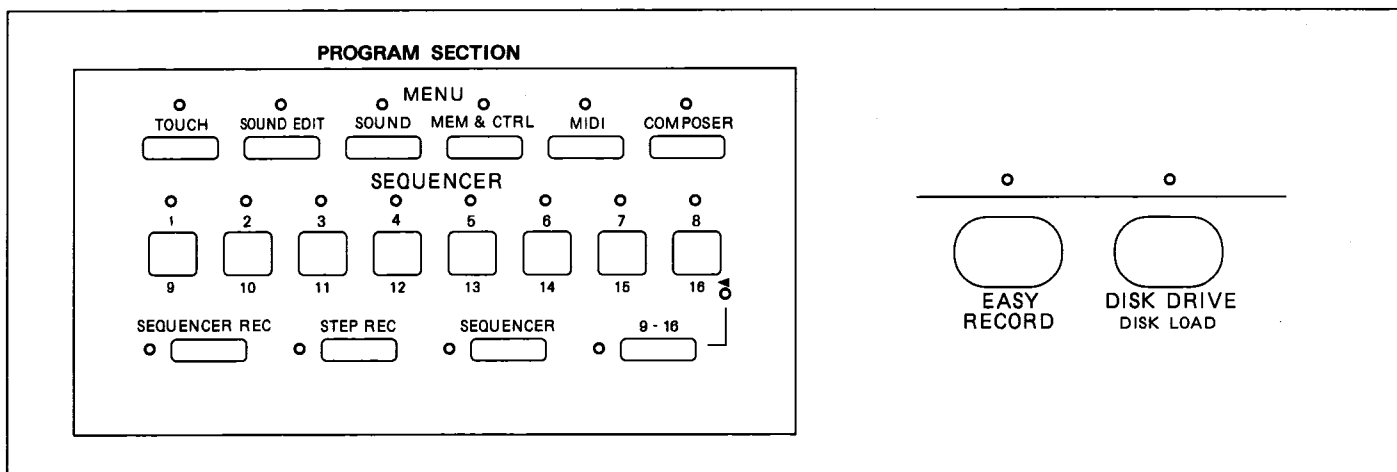 PROGRAM SECTION
MENU
TOUCH SOUND EDIT SOUND MEM & CTRL MIDI COMPOSER
SEQUENCER
1 2 3 4 5 6 7 8
9 10 11 12 13 14 15 16
SEQUENCER REC STEP REC SEQUENCER 9 - 16
EASY RECORD
DISK DRIVE
DISK LOAD